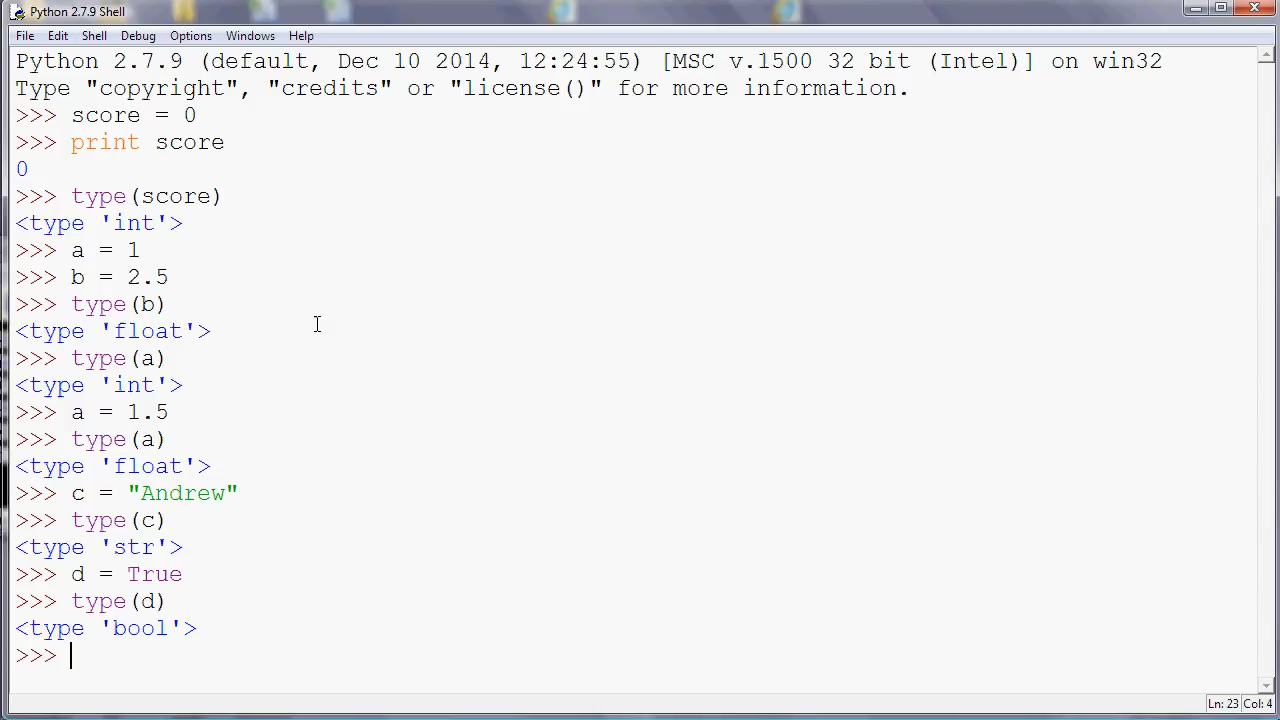 Python 2.7.9 Shell
File Edit Shell Debug Options Windows Help
Python 2.7.9 (default, Dec 10 2014, 12:24:55) [MSC v.1500 32 bit (Intel)] on win32
Type "copyright", "credits" or "license()" for more information.
>>> score = 0
>>> print score
0
>>> type(score)
<type 'int'>
>>> a = 1
>>> b = 2.5
>>> type(b)
<type 'float'>
>>> type(a)
<type 'int'>
>>> a = 1.5
>>> type(a)
<type 'float'>
>>> c = "Andrew"
>>> type(c)
<type 'str'>
>>> d = True
>>> type(d)
<type 'bool'>
>>>
Ln: 23 Col: 4